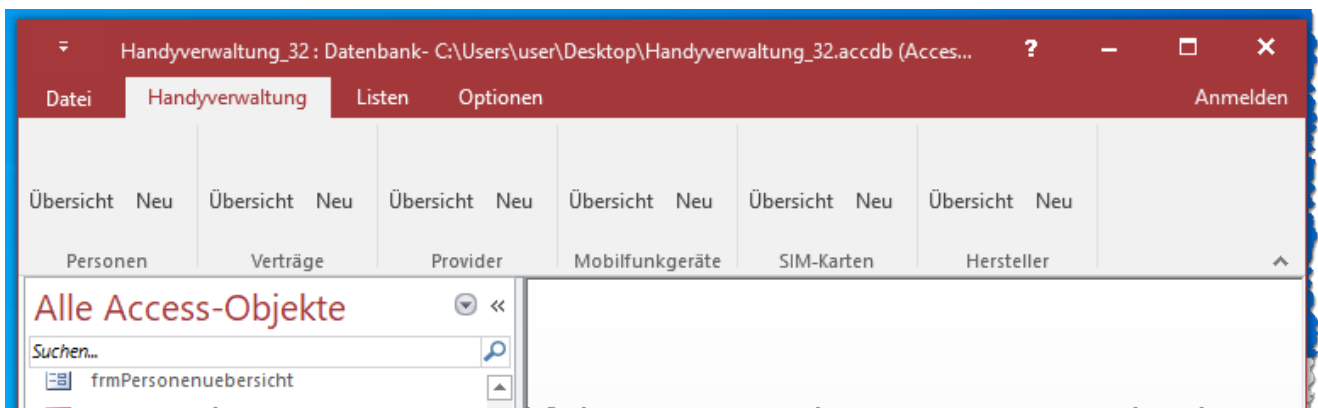 Handyverwaltung_32 : Datenbank- C:\Users\user\Desktop\Handyverwaltung_32.accdb (Acces... ?
Datei Handyverwaltung Listen Optionen Anmelden
Übersicht Neu Übersicht Neu Übersicht Neu Übersicht Neu Übersicht Neu Übersicht Neu
Personen Verträge Provider Mobilfunkgeräte SIM-Karten Hersteller
Alle Access-Objekte «
Suchen...
frmPersonenuebersicht